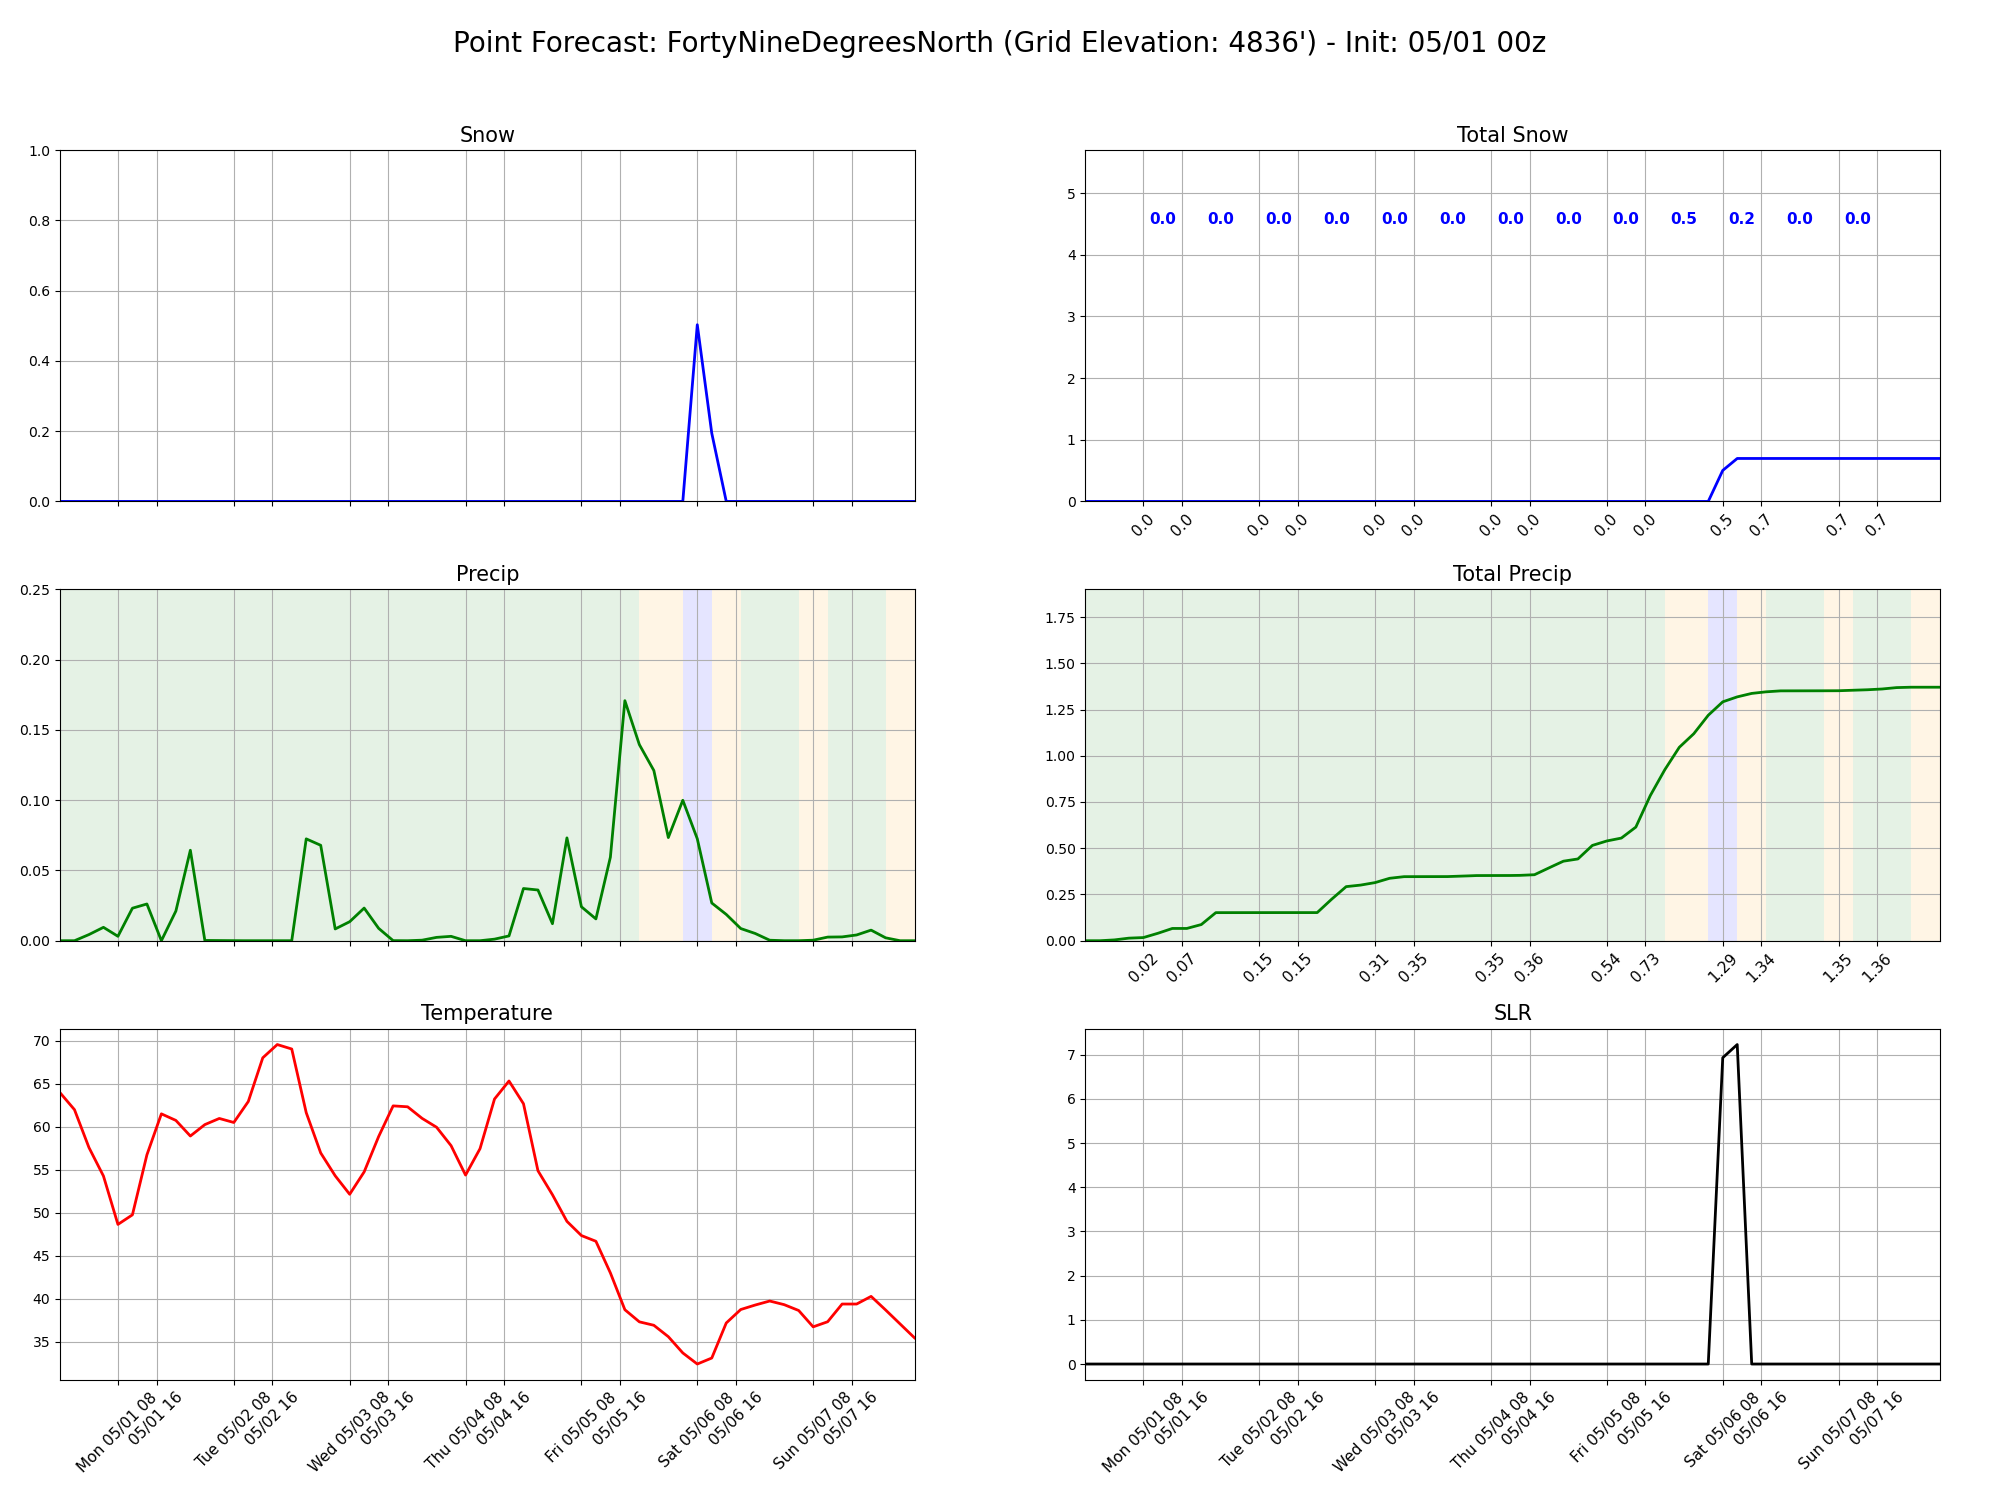 Point Forecast: FortyNineDegreesNorth (Grid Elevation: 4836') - Init: 05/01 00z
Snow
1.0
0.8
0.6
0.4
0.2
0.0
Total Snow
5
4
3
2
1
0
0.0 0.0 0.0 0.0 0.0 0.0 0.0 0.0 0.0 0.5 0.2 0.0 0.0
0.0 0.0 0.0 0.0 0.0 0.0 0.0 0.0 0.0 0.0 0.5 0.7 0.7 0.7
Precip
0.25
0.20
0.15
0.10
0.05
0.00
Total Precip
1.75
1.50
1.25
1.00
0.75
0.50
0.25
0.00
0.02 0.07 0.15 0.15 0.31 0.35 0.35 0.36 0.54 0.73 1.29 1.34 1.35 1.36
Temperature
70
65
60
55
50
45
40
35
Mon 05/01 08
05/01 16
Tue 05/02 08
05/02 16
Wed 05/03 08
05/03 16
Thu 05/04 08
05/04 16
Fri 05/05 08
05/05 16
Sat 05/06 08
05/06 16
Sun 05/07 08
05/07 16
SLR
7
6
5
4
3
2
1
0
Mon 05/01 08
05/01 16
Tue 05/02 08
05/02 16
Wed 05/03 08
05/03 16
Thu 05/04 08
05/04 16
Fri 05/05 08
05/05 16
Sat 05/06 08
05/06 16
Sun 05/07 08
05/07 16